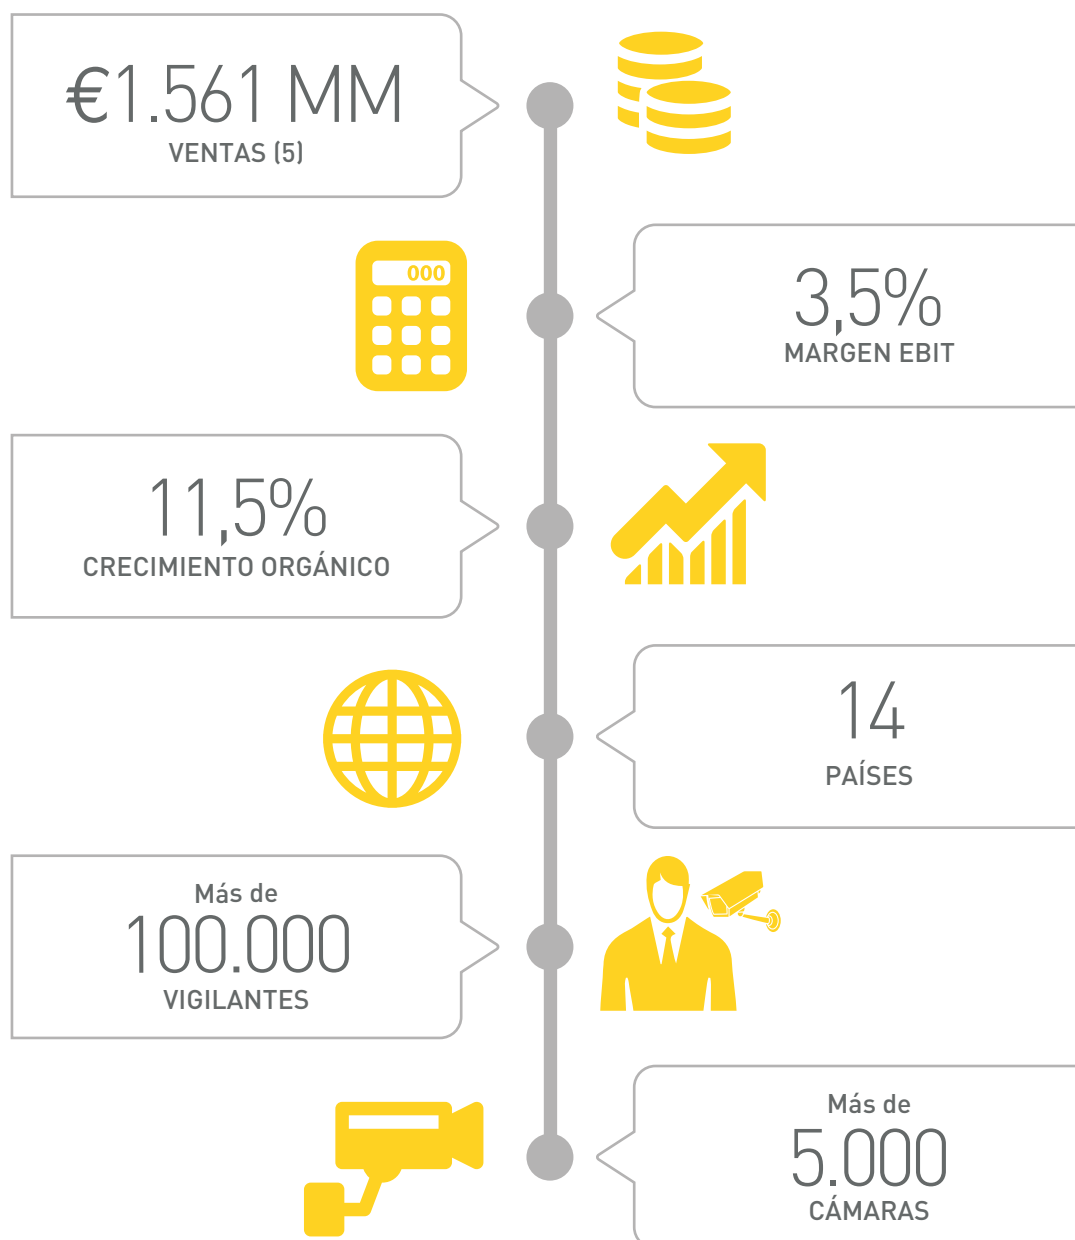 €1.561 MM
VENTAS (5)
000
3,5%
MARGEN EBIT
11,5%
CRECIMIENTO ORGÁNICO
14
PAÍSES
Más de
100.000
VIGILANTES
Más de
5.000
CÁMARAS